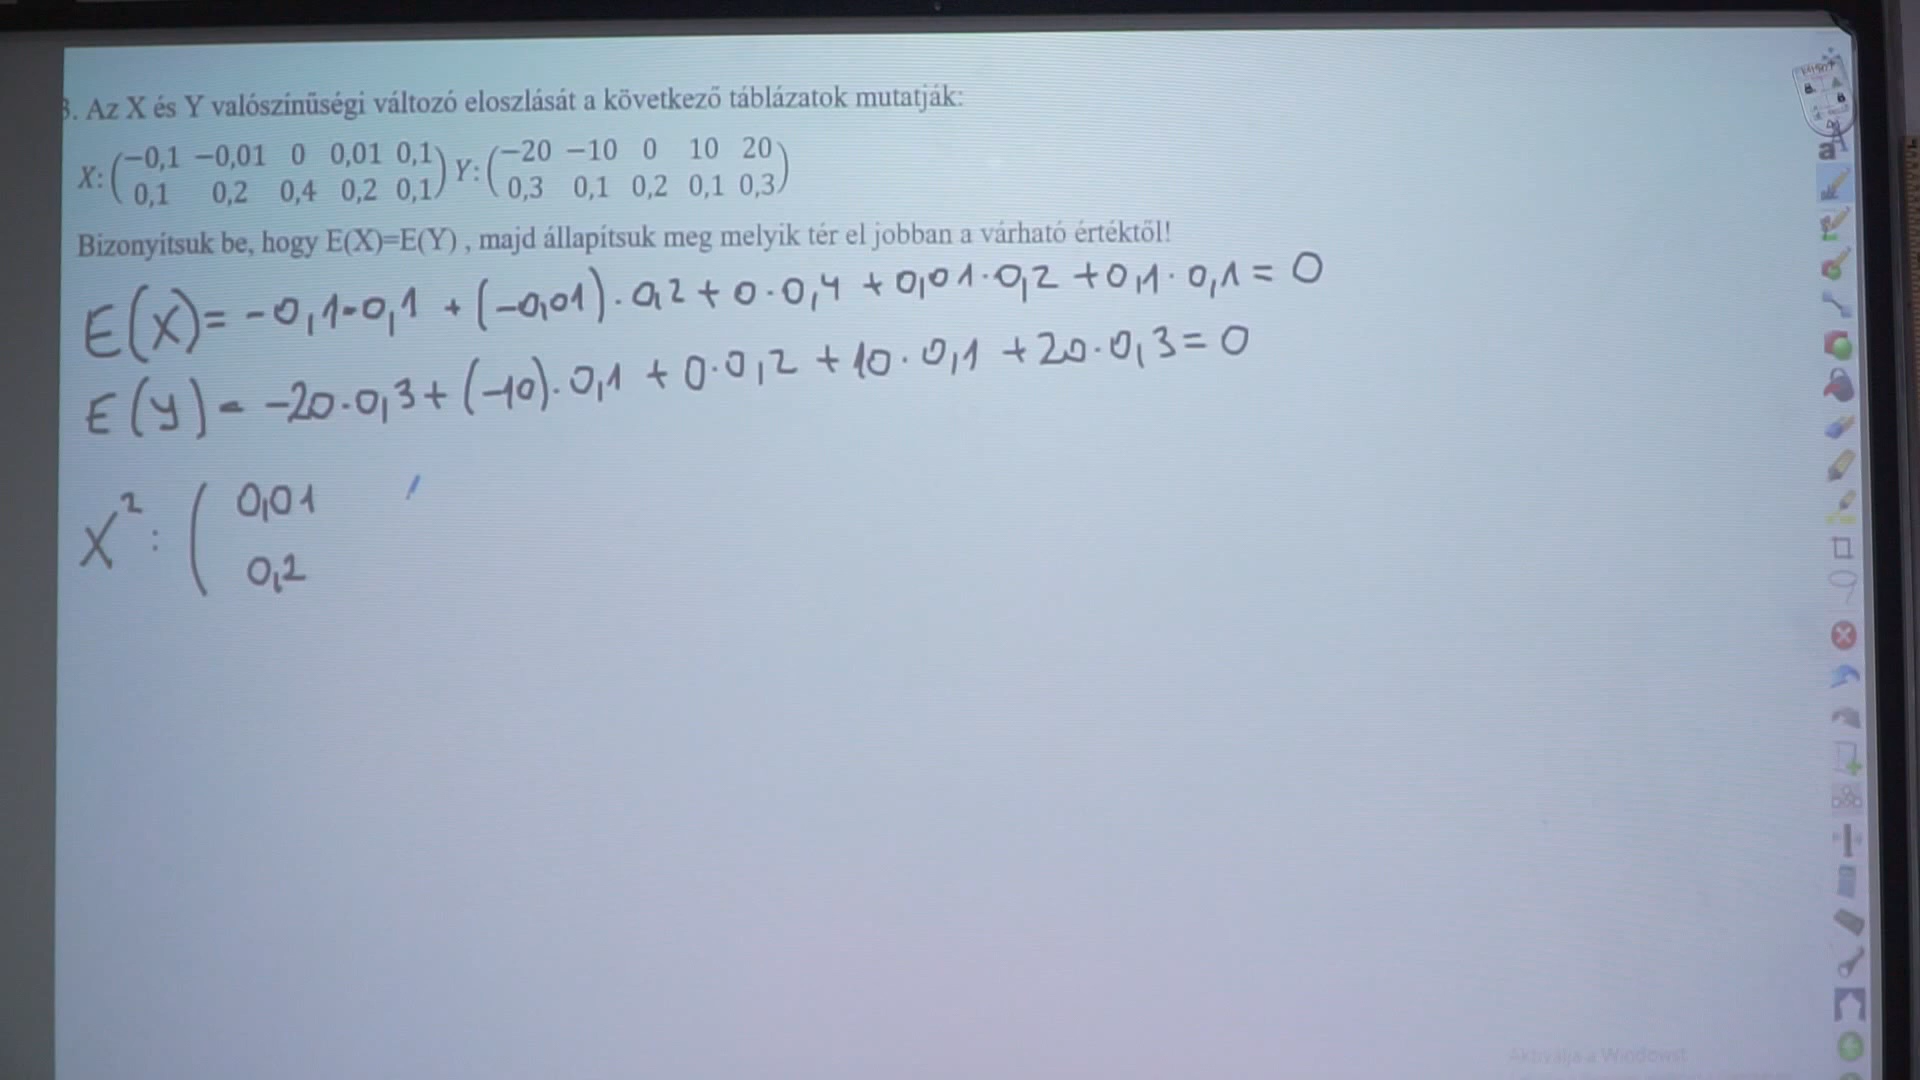 3. Az X és Y valószínűségi változó eloszlását a következő táblázatok mutatják:
X: (−0,1 −0,01 0 0,01 0,1) Y: (−20 −10 0 10 20)
0,1 0,2 0,4 0,2 0,1 0,3 0,1 0,2 0,1 0,3
Bizonyítsuk be, hogy E(X)=E(Y) , majd állapítsuk meg melyik tér el jobban a várható értéktől!
E(X)= -0,1·0,1 + (-0,01)·0,2 + 0·0,4 + 0,01·0,2 + 0,1·0,1 = 0
E(y) = -20·0,3 + (-10)·0,1 + 0·0,2 + 10·0,1 + 20·0,3 = 0
X²: ( 0,01
0,2
Aktiválja a Windowst